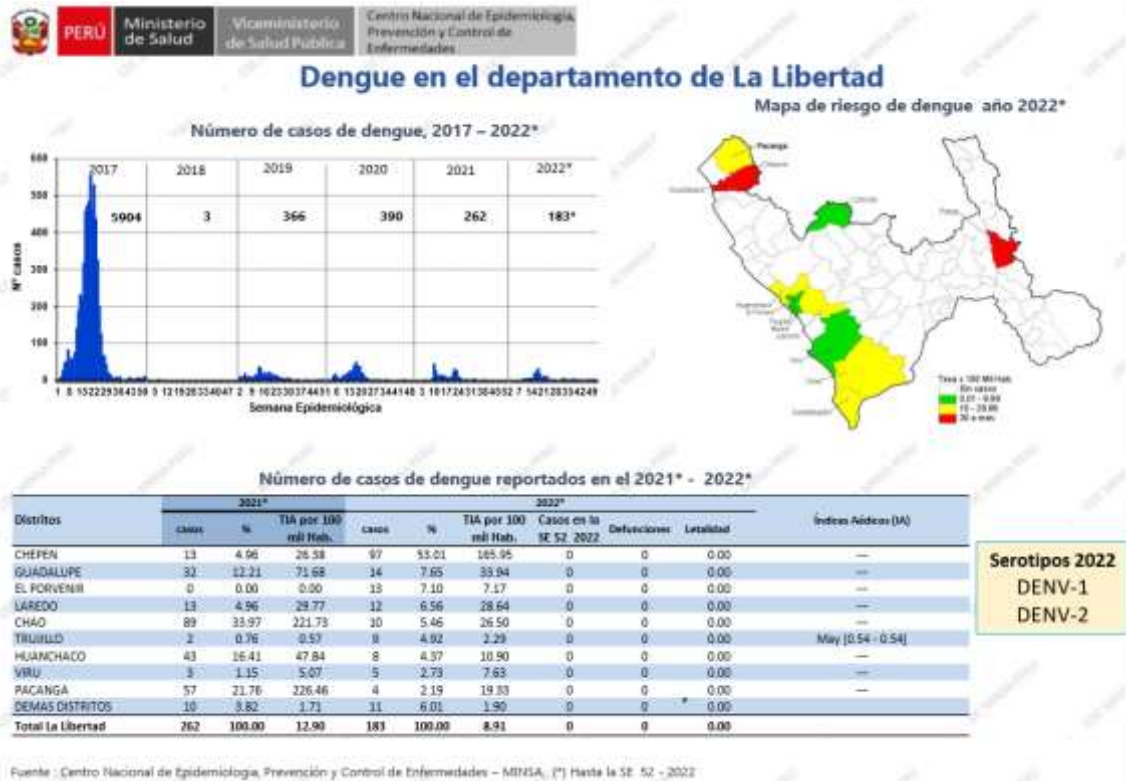 PERÚ
Ministerio
de Salud
Viceministerio
de Salud Pública
Centro Nacional de Epidemiología,
Prevención y Control de
Enfermedades
Dengue en el departamento de La Libertad
Mapa de riesgo de dengue año 2022*
Número de casos de dengue, 2017 – 2022*
2017 2018 2019 2020 2021 2022*
5904 3 366 390 262 183*
N° casos
Semana Epidemiológica
Pacanga
Tasa x 100 Mil Hab.
Sin casos
30 a más
Número de casos de dengue reportados en el 2021* - 2022*
2021* 2022*
Distritos casos % TIA por 100 mil Hab. casos % TIA por 100 mil Hab. Casos en la SE 52 2022 Defunciones Letalidad Índices Aédicos (IA)
CHEPEN 13 4.96 26.38 97 53.01 165.95 0 0 0.00 —
GUADALUPE 32 12.21 71.68 14 7.65 33.94 0 0 0.00 —
EL PORVENIR 0 0.00 0.00 13 7.10 7.17 0 0 0.00 —
LAREDO 13 4.96 29.77 12 6.56 28.64 0 0 0.00 —
CHAO 89 33.97 221.73 10 5.46 26.50 0 0 0.00 —
TRUJILLO 2 0.76 0.57 9 4.92 2.29 0 0 0.00 May [0.54 - 0.54]
HUANCHACO 43 16.41 47.84 8 4.37 10.90 0 0 0.00 —
VIRU 3 1.15 5.07 5 2.73 7.63 0 0 0.00 —
PACANGA 57 21.76 226.46 4 2.19 19.33 0 0 0.00 —
DEMAS DISTRITOS 10 3.82 1.71 11 6.01 1.90 0 0 0.00
Total La Libertad 262 100.00 12.90 183 100.00 8.91 0 0 0.00
Serotipos 2022
DENV-1
DENV-2
Fuente : Centro Nacional de Epidemiologia, Prevención y Control de Enfermedades – MINSA, (*) Hasta la SE 52 - 2022